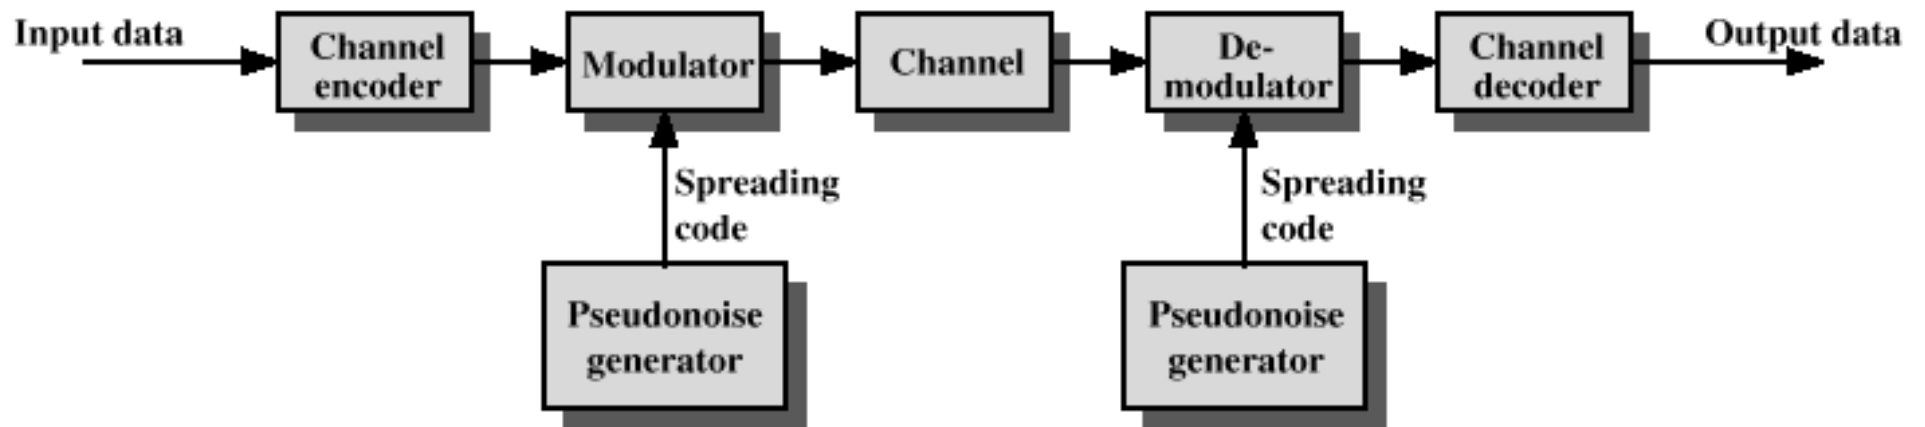 Input data
Channel
encoder
Modulator
Channel
De-
modulator
Channel
decoder
Output data
Spreading
code
Spreading
code
Pseudonoise
generator
Pseudonoise
generator